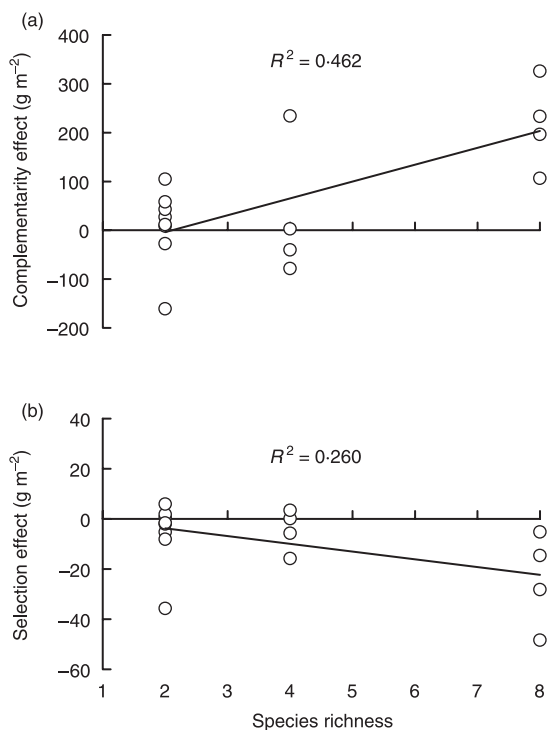 (a)
400
300
200
100
0
−100
−200
Complementarity effect (g m−2)
R2 = 0·462
(b)
40
20
0
−20
−40
−60
Selection effect (g m−2)
R2 = 0·260
1 2 3 4 5 6 7 8
Species richness